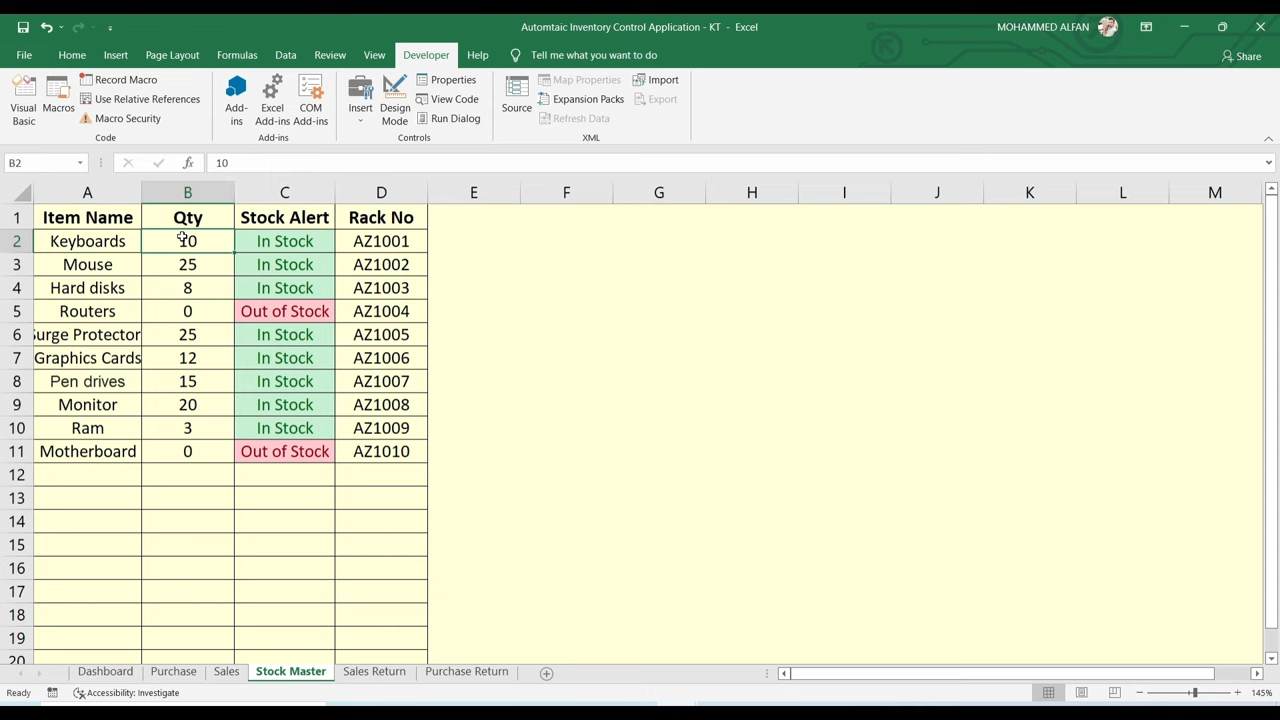 Automtaic Inventory Control Application - KT - Excel
MOHAMMED ALFAN
File Home Insert Page Layout Formulas Data Review View Developer Help Tell me what you want to do Share
Visual Basic
Macros
Record Macro
Use Relative References
Macro Security
Code
Add-ins
Excel Add-ins
COM Add-ins
Add-ins
Insert
Design Mode
Properties
View Code
Run Dialog
Controls
Source
Map Properties
Expansion Packs
Refresh Data
Import
Export
XML
B2 fx 10
A B C D E F G H I J K L M
1 Item Name Qty Stock Alert Rack No
2 Keyboards 10 In Stock AZ1001
3 Mouse 25 In Stock AZ1002
4 Hard disks 8 In Stock AZ1003
5 Routers 0 Out of Stock AZ1004
6 Surge Protector 25 In Stock AZ1005
7 Graphics Cards 12 In Stock AZ1006
8 Pen drives 15 In Stock AZ1007
9 Monitor 20 In Stock AZ1008
10 Ram 3 In Stock AZ1009
11 Motherboard 0 Out of Stock AZ1010
12
13
14
15
16
17
18
19
20
Dashboard Purchase Sales Stock Master Sales Return Purchase Return
Ready Accessibility: Investigate 145%